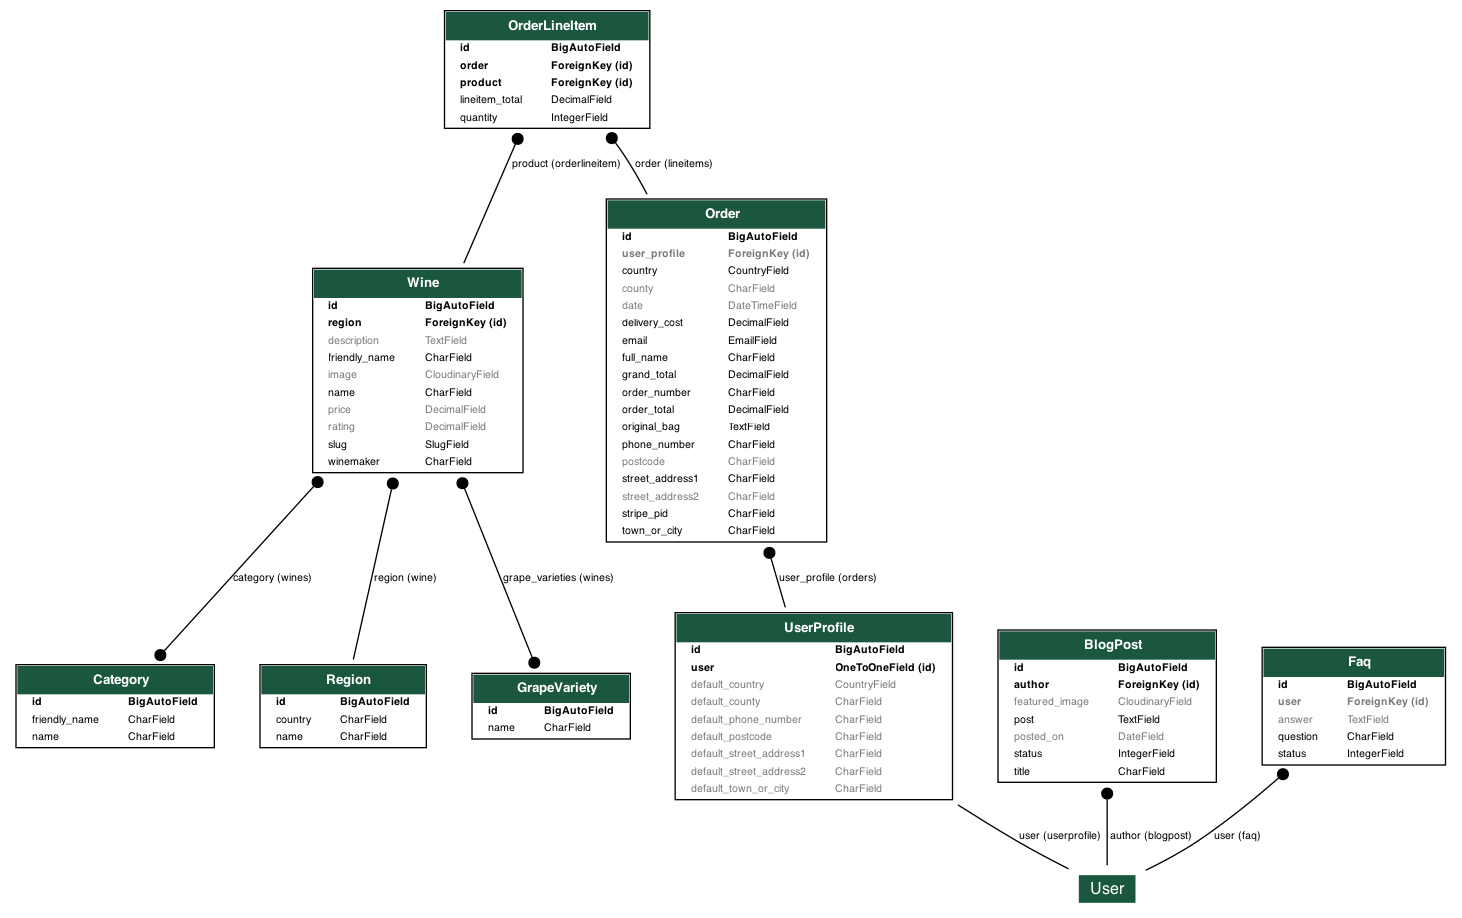 OrderLineItem
id BigAutoField
order ForeignKey (id)
product ForeignKey (id)
lineitem_total DecimalField
quantity IntegerField
product (orderlineitem)
order (lineitems)
Order
id BigAutoField
user_profile ForeignKey (id)
country CountryField
county CharField
date DateTimeField
delivery_cost DecimalField
email EmailField
full_name CharField
grand_total DecimalField
order_number CharField
order_total DecimalField
original_bag TextField
phone_number CharField
postcode CharField
street_address1 CharField
street_address2 CharField
stripe_pid CharField
town_or_city CharField
Wine
id BigAutoField
region ForeignKey (id)
description TextField
friendly_name CharField
image CloudinaryField
name CharField
price DecimalField
rating DecimalField
slug SlugField
winemaker CharField
category (wines)
region (wine)
grape_varieties (wines)
user_profile (orders)
Category
id BigAutoField
friendly_name CharField
name CharField
Region
id BigAutoField
country CharField
name CharField
GrapeVariety
id BigAutoField
name CharField
UserProfile
id BigAutoField
user OneToOneField (id)
default_country CountryField
default_county CharField
default_phone_number CharField
default_postcode CharField
default_street_address1 CharField
default_street_address2 CharField
default_town_or_city CharField
BlogPost
id BigAutoField
author ForeignKey (id)
featured_image CloudinaryField
post TextField
posted_on DateField
status IntegerField
title CharField
Faq
id BigAutoField
user ForeignKey (id)
answer TextField
question CharField
status IntegerField
user (userprofile)
author (blogpost)
user (faq)
User